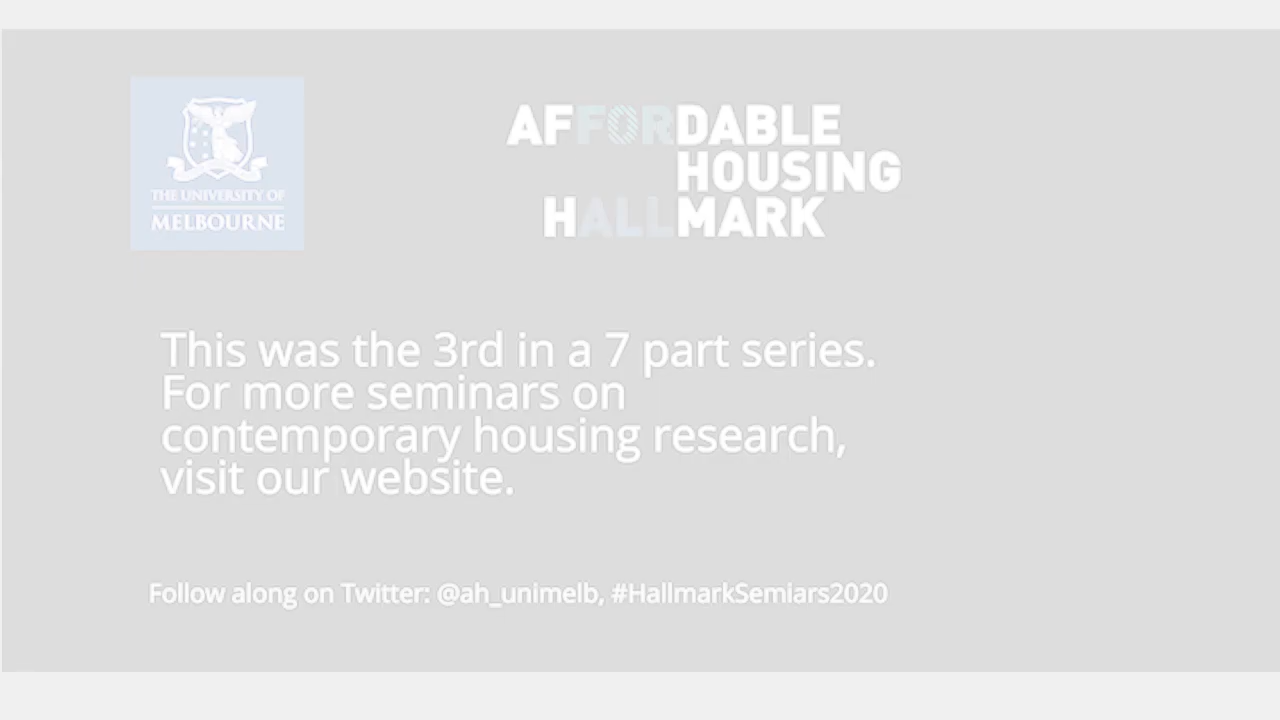 THE UNIVERSITY OF
MELBOURNE
AFFORDABLE
HOUSING
HALLMARK
This was the 3rd in a 7 part series.
For more seminars on
contemporary housing research,
visit our website.
Follow along on Twitter: @ah_unimelb, #HallmarkSemiars2020